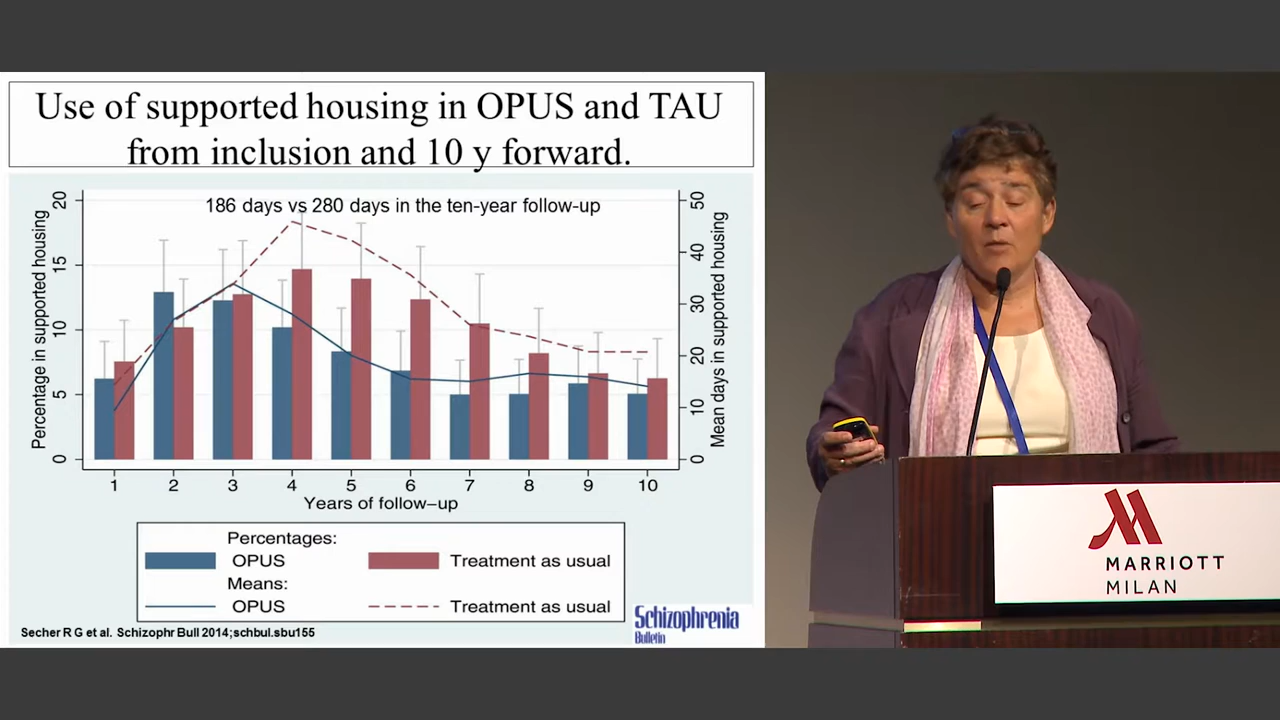 Use of supported housing in OPUS and TAU
from inclusion and 10 y forward.
186 days vs 280 days in the ten-year follow-up
Percentage in supported housing
20
15
10
5
0
Mean days in supported housing
50
40
30
20
10
0
1 2 3 4 5 6 7 8 9 10
Years of follow-up
Percentages:
OPUS Treatment as usual
Means:
OPUS Treatment as usual
Secher R G et al. Schizophr Bull 2014;schbul.sbu155
Schizophrenia
Bulletin
MARRIOTT
MILAN